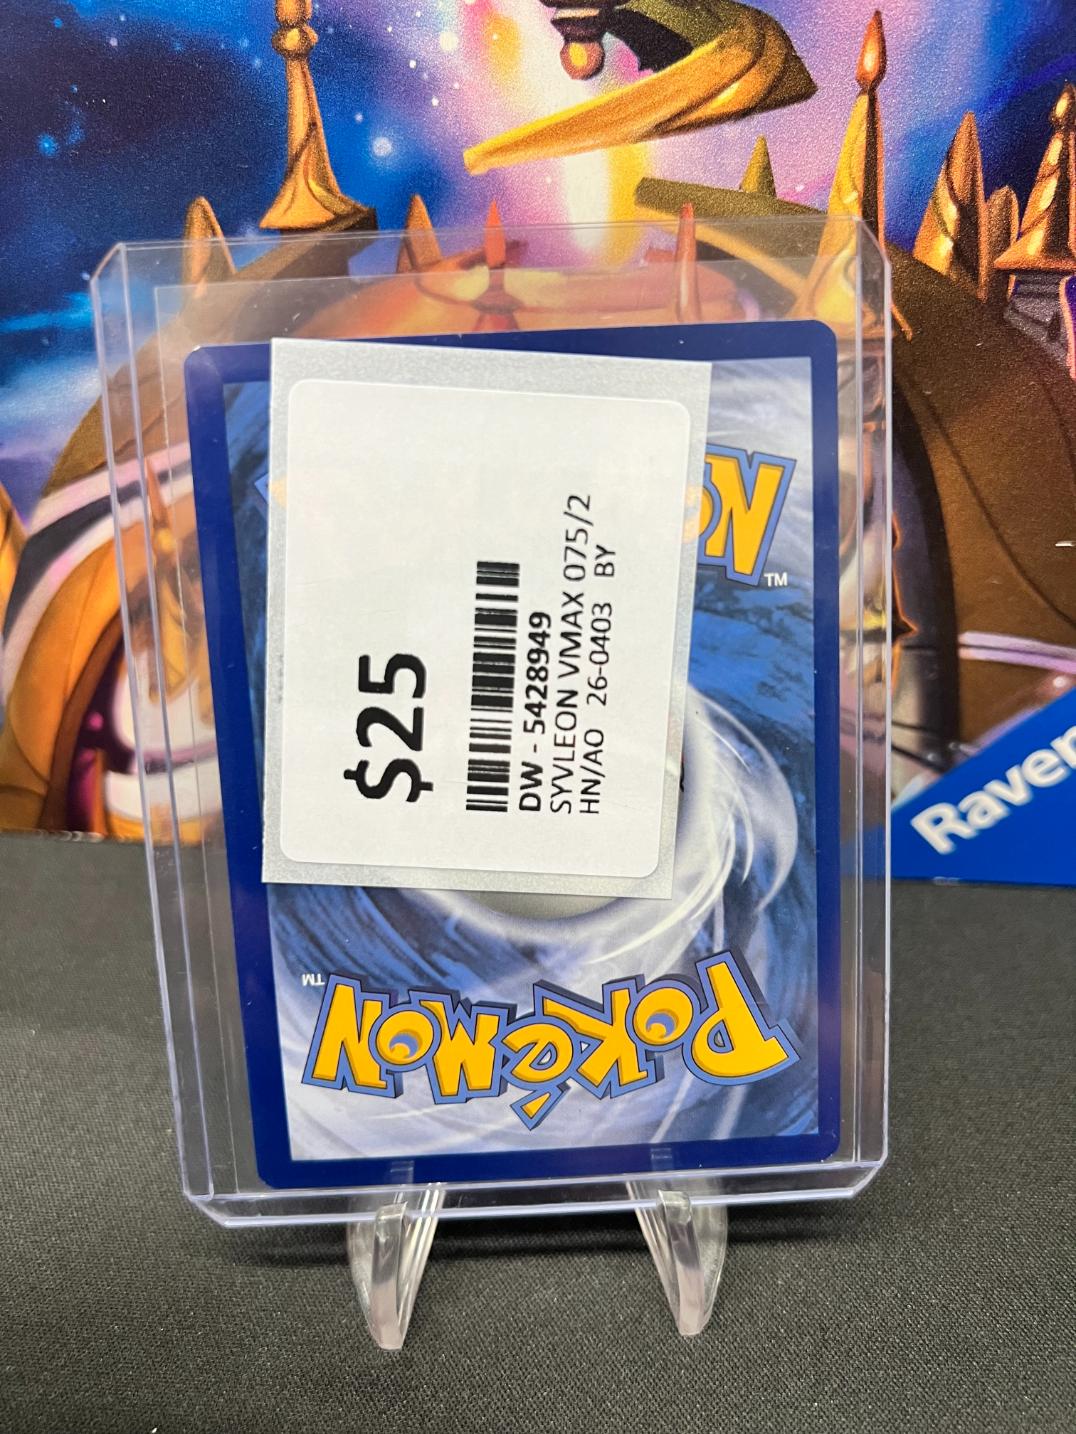 $25
DW - 5428949
SYVLEON VMAX 075/2
HN/AO 26-0403 BY
TM
POKéMON
TM
Raven